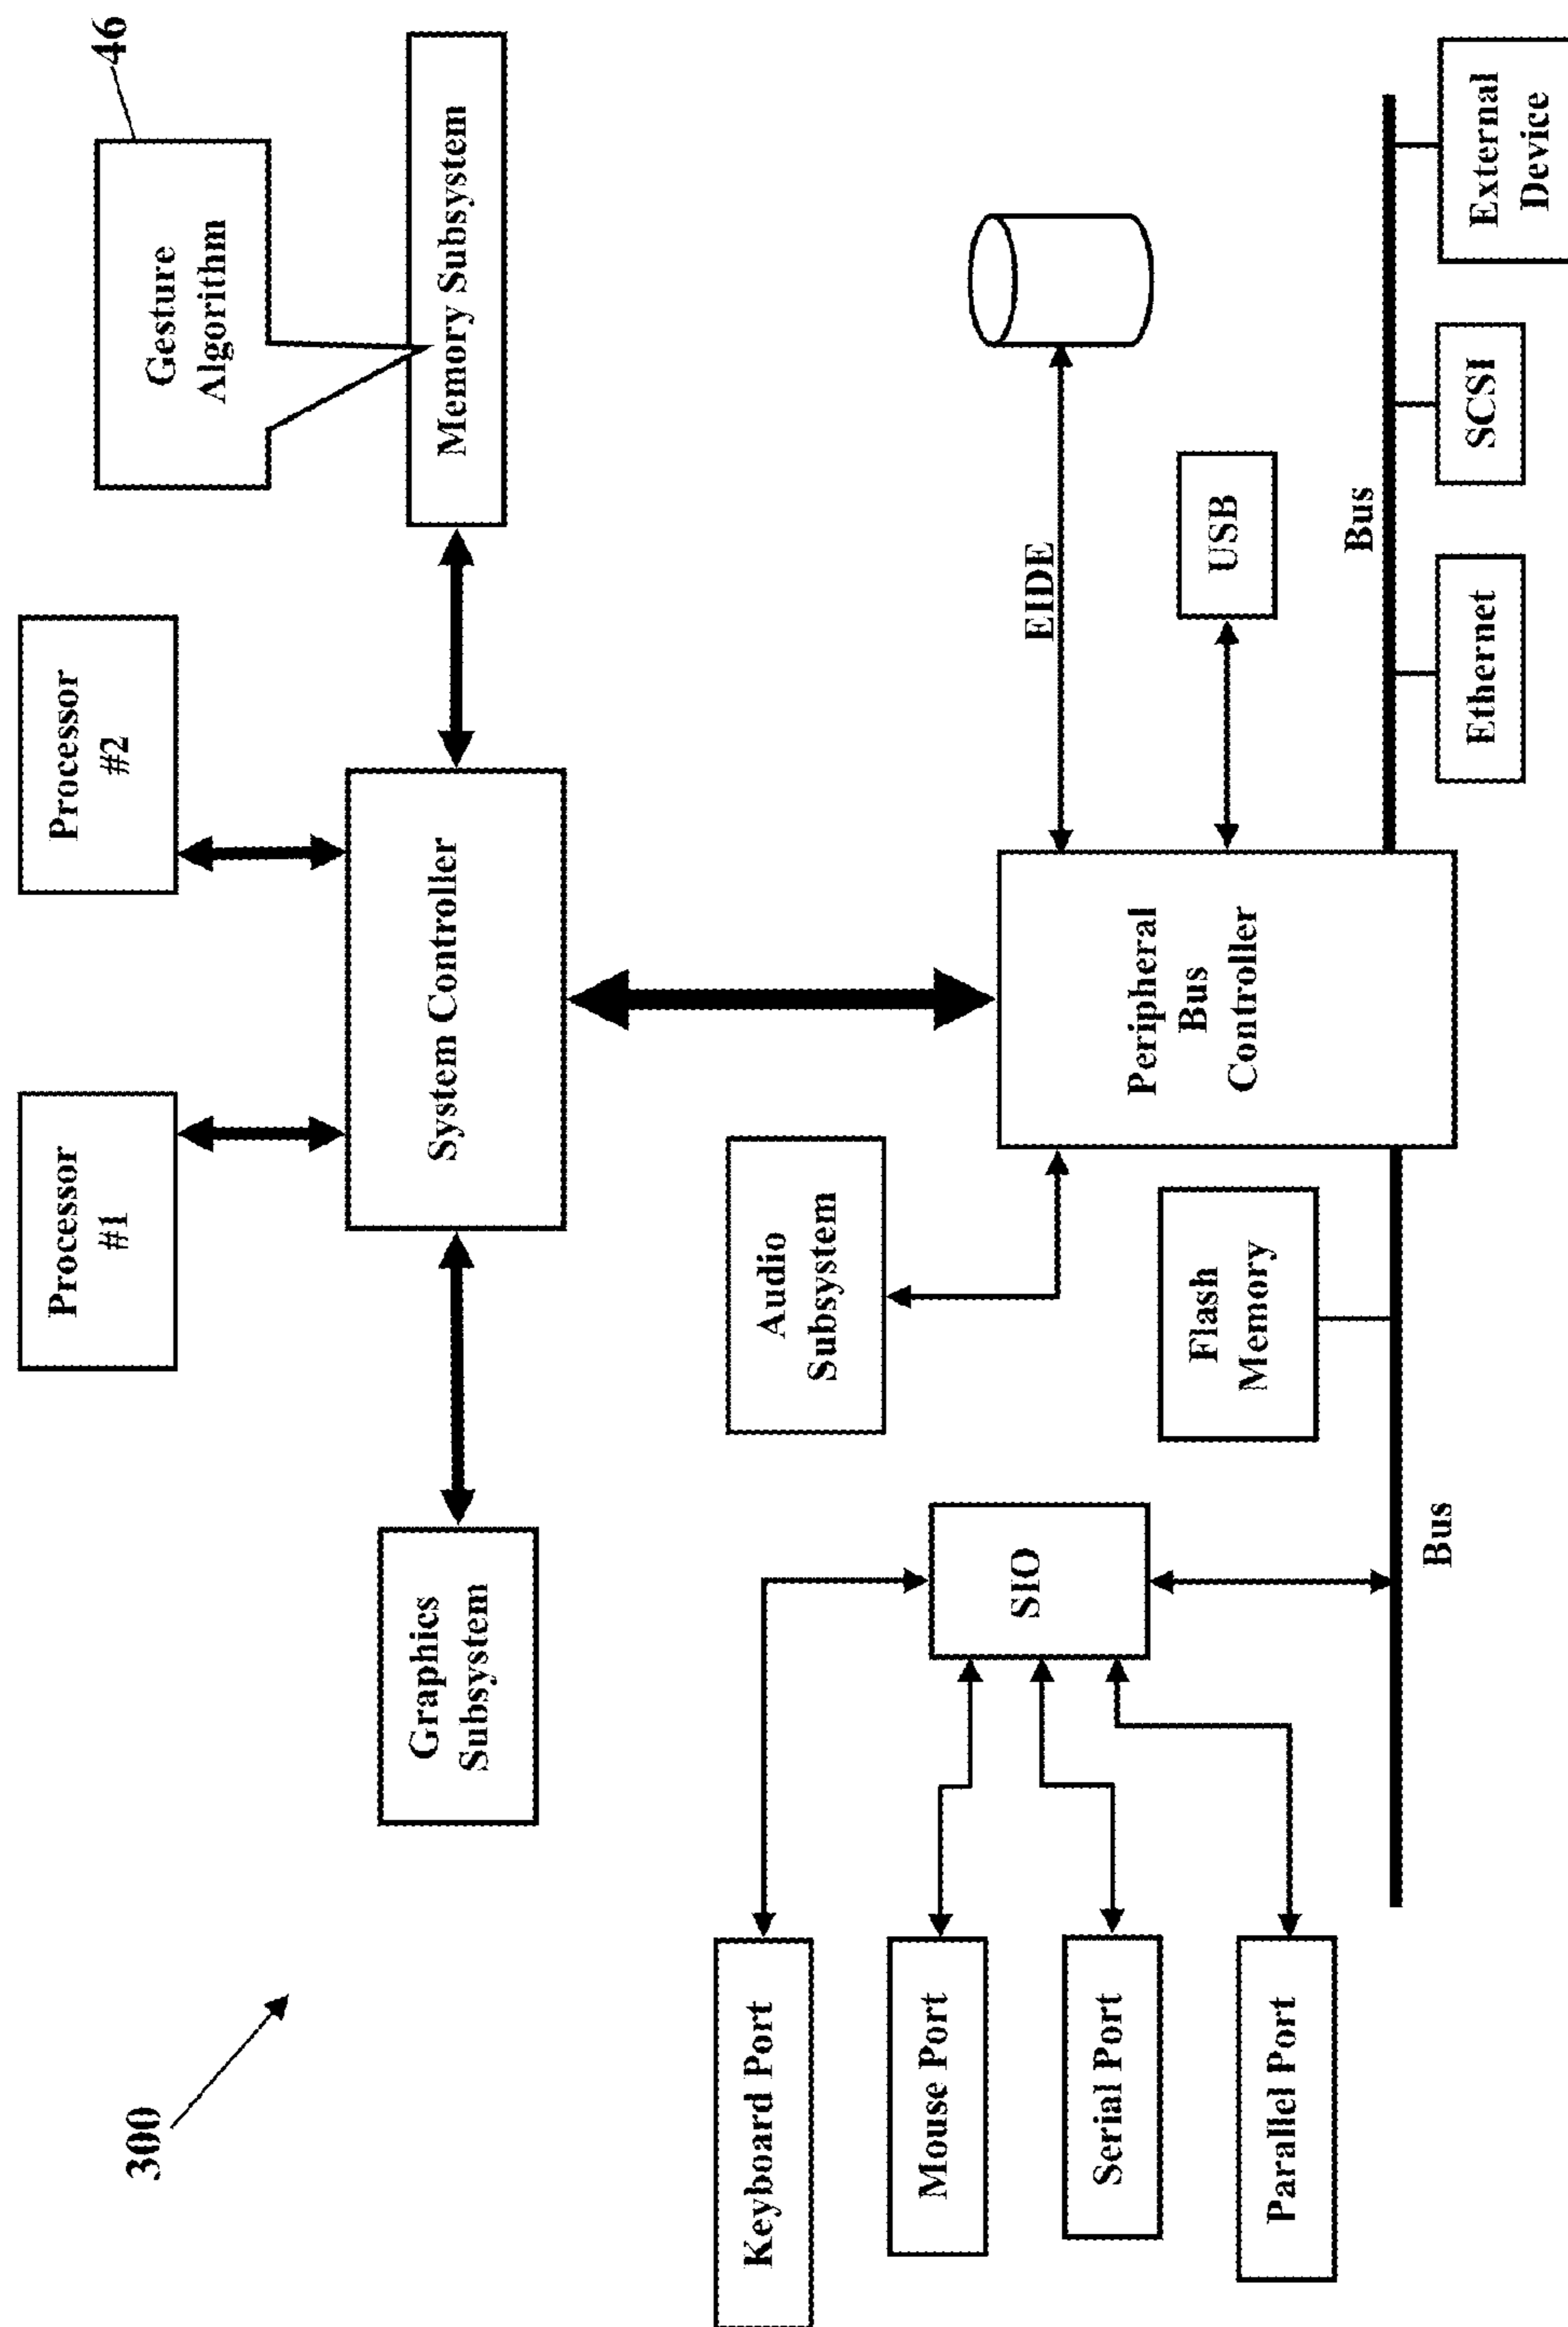 300
46
Gesture
Algorithm
Processor
#1
Processor
#2
Graphics
Subsystem
System Controller
Memory Subsystem
Keyboard Port
Mouse Port
Serial Port
Parallel Port
SIO
Audio
Subsystem
Flash
Memory
Peripheral
Bus
Controller
EIDE
USB
Bus
Bus
Ethernet
SCSI
External
Device